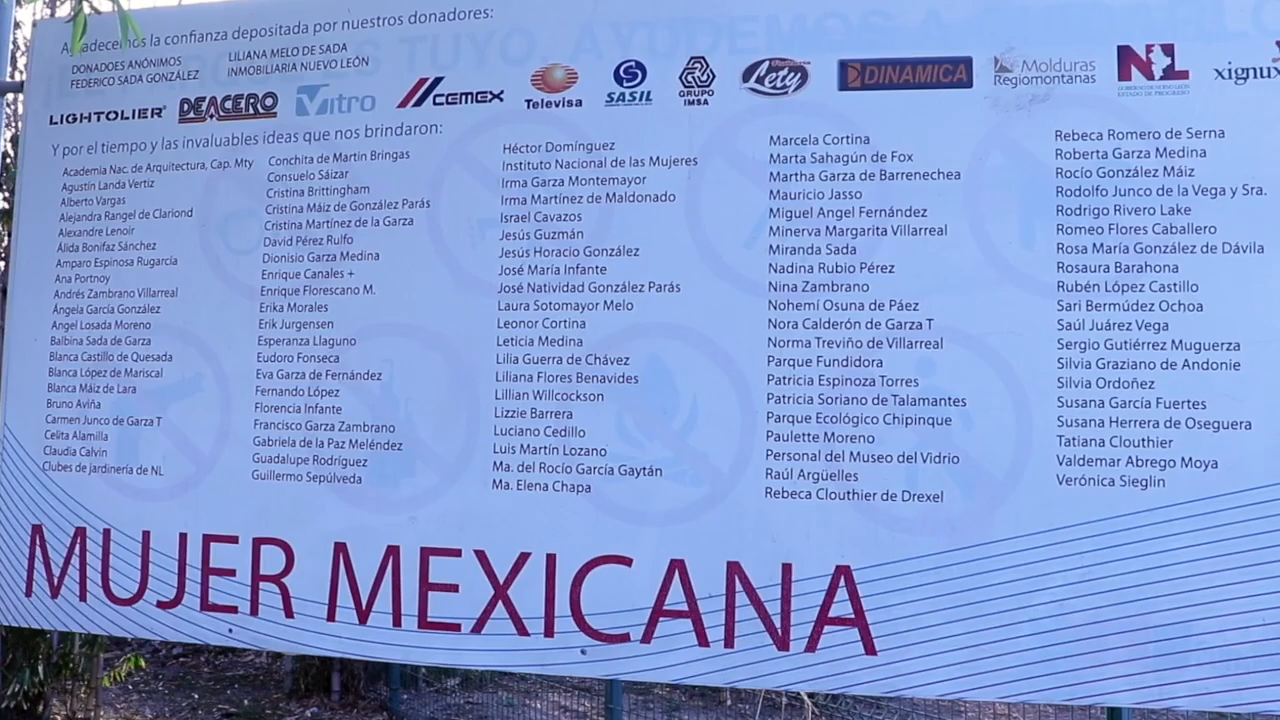 Agradecemos la confianza depositada por nuestros donadores:
DONADOES ANÓNIMOS
FEDERICO SADA GONZÁLEZ
LILIANA MELO DE SADA
INMOBILIARIA NUEVO LEÓN
LIGHTOLIER
DEACERO
Vitro
CEMEX
Televisa
SASIL
GRUPO IMSA
Lety
DINAMICA
Molduras Regiomontanas
NL
GOBIERNO DE NUEVO LEÓN
ESTADO DE PROGRESO
xignux
Y por el tiempo y las invaluables ideas que nos brindaron:
Academia Nac. de Arquitectura, Cap. Mty
Agustín Landa Vertiz
Alberto Vargas
Alejandra Rangel de Clariond
Alexandre Lenoir
Álida Bonifaz Sánchez
Amparo Espinosa Rugarcía
Ana Portnoy
Andrés Zambrano Villarreal
Ángela García González
Angel Losada Moreno
Balbina Sada de Garza
Blanca Castillo de Quesada
Blanca López de Mariscal
Blanca Máiz de Lara
Bruno Aviña
Carmen Junco de Garza T
Celita Alamilla
Claudia Calvin
Clubes de jardinería de NL
Conchita de Martin Bringas
Consuelo Sáizar
Cristina Brittingham
Cristina Máiz de González Parás
Cristina Martínez de la Garza
David Pérez Rulfo
Dionisio Garza Medina
Enrique Canales +
Enrique Florescano M.
Erika Morales
Erik Jurgensen
Esperanza Llaguno
Eudoro Fonseca
Eva Garza de Fernández
Fernando López
Florencia Infante
Francisco Garza Zambrano
Gabriela de la Paz Meléndez
Guadalupe Rodríguez
Guillermo Sepúlveda
Héctor Domínguez
Instituto Nacional de las Mujeres
Irma Garza Montemayor
Irma Martínez de Maldonado
Israel Cavazos
Jesús Guzmán
Jesús Horacio González
José María Infante
José Natividad González Parás
Laura Sotomayor Melo
Leonor Cortina
Leticia Medina
Lilia Guerra de Chávez
Liliana Flores Benavides
Lillian Willcockson
Lizzie Barrera
Luciano Cedillo
Luis Martín Lozano
Ma. del Rocío García Gaytán
Ma. Elena Chapa
Marcela Cortina
Marta Sahagún de Fox
Martha Garza de Barrenechea
Mauricio Jasso
Miguel Angel Fernández
Minerva Margarita Villarreal
Miranda Sada
Nadina Rubio Pérez
Nina Zambrano
Nohemí Osuna de Páez
Nora Calderón de Garza T
Norma Treviño de Villarreal
Parque Fundidora
Patricia Espinoza Torres
Patricia Soriano de Talamantes
Parque Ecológico Chipinque
Paulette Moreno
Personal del Museo del Vidrio
Raúl Argüelles
Rebeca Clouthier de Drexel
Rebeca Romero de Serna
Roberta Garza Medina
Rocío González Máiz
Rodolfo Junco de la Vega y Sra.
Rodrigo Rivero Lake
Romeo Flores Caballero
Rosa María González de Dávila
Rosaura Barahona
Rubén López Castillo
Sari Bermúdez Ochoa
Saúl Juárez Vega
Sergio Gutiérrez Muguerza
Silvia Graziano de Andonie
Silvia Ordoñez
Susana García Fuertes
Susana Herrera de Oseguera
Tatiana Clouthier
Valdemar Abrego Moya
Verónica Sieglin
MUJER MEXICANA